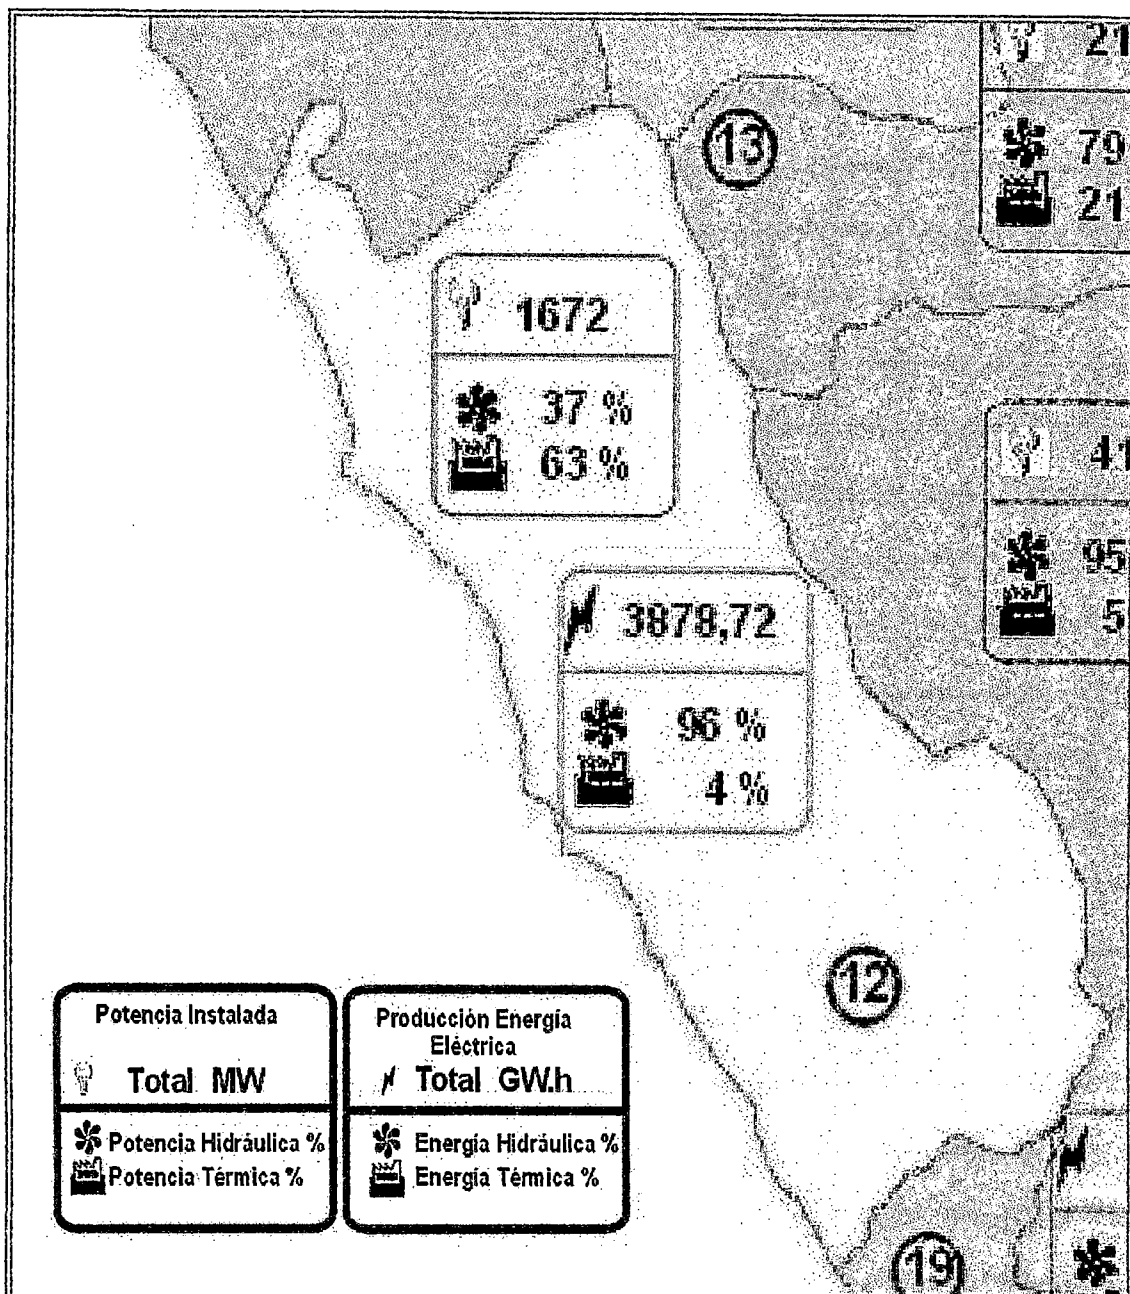 21
13
79
21
1672
37 %
63 %
41
95
5
3878,72
96 %
4 %
12
Potencia Instalada
Total MW
Potencia Hidráulica %
Potencia Térmica %
Producción Energía
Eléctrica
Total GW.h
Energía Hidráulica %
Energía Térmica %
19